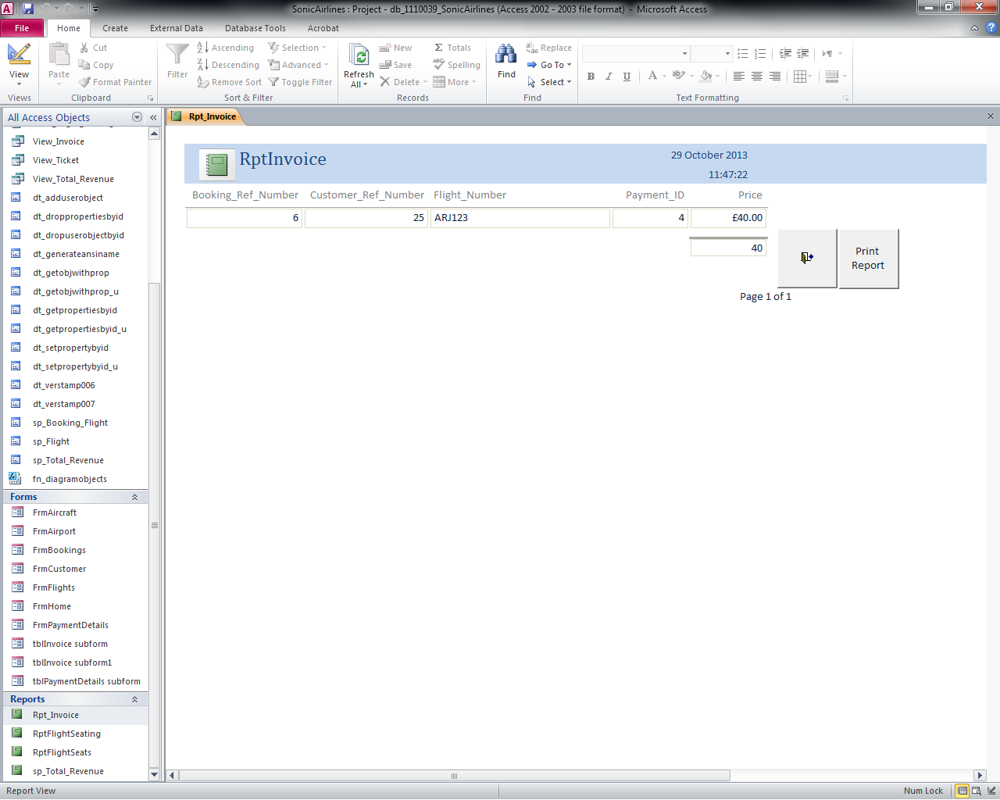 SonicAirlines : Project - db_1110039_SonicAirlines (Access 2002 - 2003 file format) - Microsoft Access
File Home Create External Data Database Tools Acrobat
View
Views
Paste
Cut
Copy
Format Painter
Clipboard
Filter
Ascending
Descending
Remove Sort
Selection
Advanced
Toggle Filter
Sort & Filter
Refresh
All
New
Save
Delete
Totals
Spelling
More
Records
Find
Replace
Go To
Select
Find
B I U A
Text Formatting
All Access Objects
View_Invoice
View_Ticket
View_Total_Revenue
dt_adduserobject
dt_droppropertiesbyid
dt_dropuserobjectbyid
dt_generateansiname
dt_getobjwithprop
dt_getobjwithprop_u
dt_getpropertiesbyid
dt_getpropertiesbyid_u
dt_setpropertybyid
dt_setpropertybyid_u
dt_verstamp006
dt_verstamp007
sp_Booking_Flight
sp_Flight
sp_Total_Revenue
fn_diagramobjects
Forms
FrmAircraft
FrmAirport
FrmBookings
FrmCustomer
FrmFlights
FrmHome
FrmPaymentDetails
tblInvoice subform
tblInvoice subform1
tblPaymentDetails subform
Reports
Rpt_Invoice
RptFlightSeating
RptFlightSeats
sp_Total_Revenue
Rpt_Invoice
RptInvoice
29 October 2013
11:47:22
Booking_Ref_Number Customer_Ref_Number Flight_Number Payment_ID Price
6 25 ARJ123 4 £40.00
40
Print
Report
Page 1 of 1
Report View
Num Lock